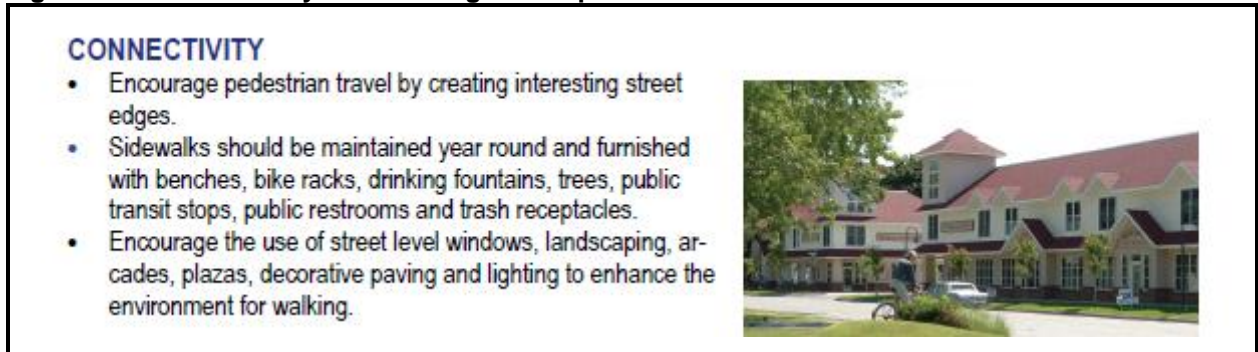 CONNECTIVITY
• Encourage pedestrian travel by creating interesting street
edges.
• Sidewalks should be maintained year round and furnished
with benches, bike racks, drinking fountains, trees, public
transit stops, public restrooms and trash receptacles.
• Encourage the use of street level windows, landscaping, ar-
cades, plazas, decorative paving and lighting to enhance the
environment for walking.